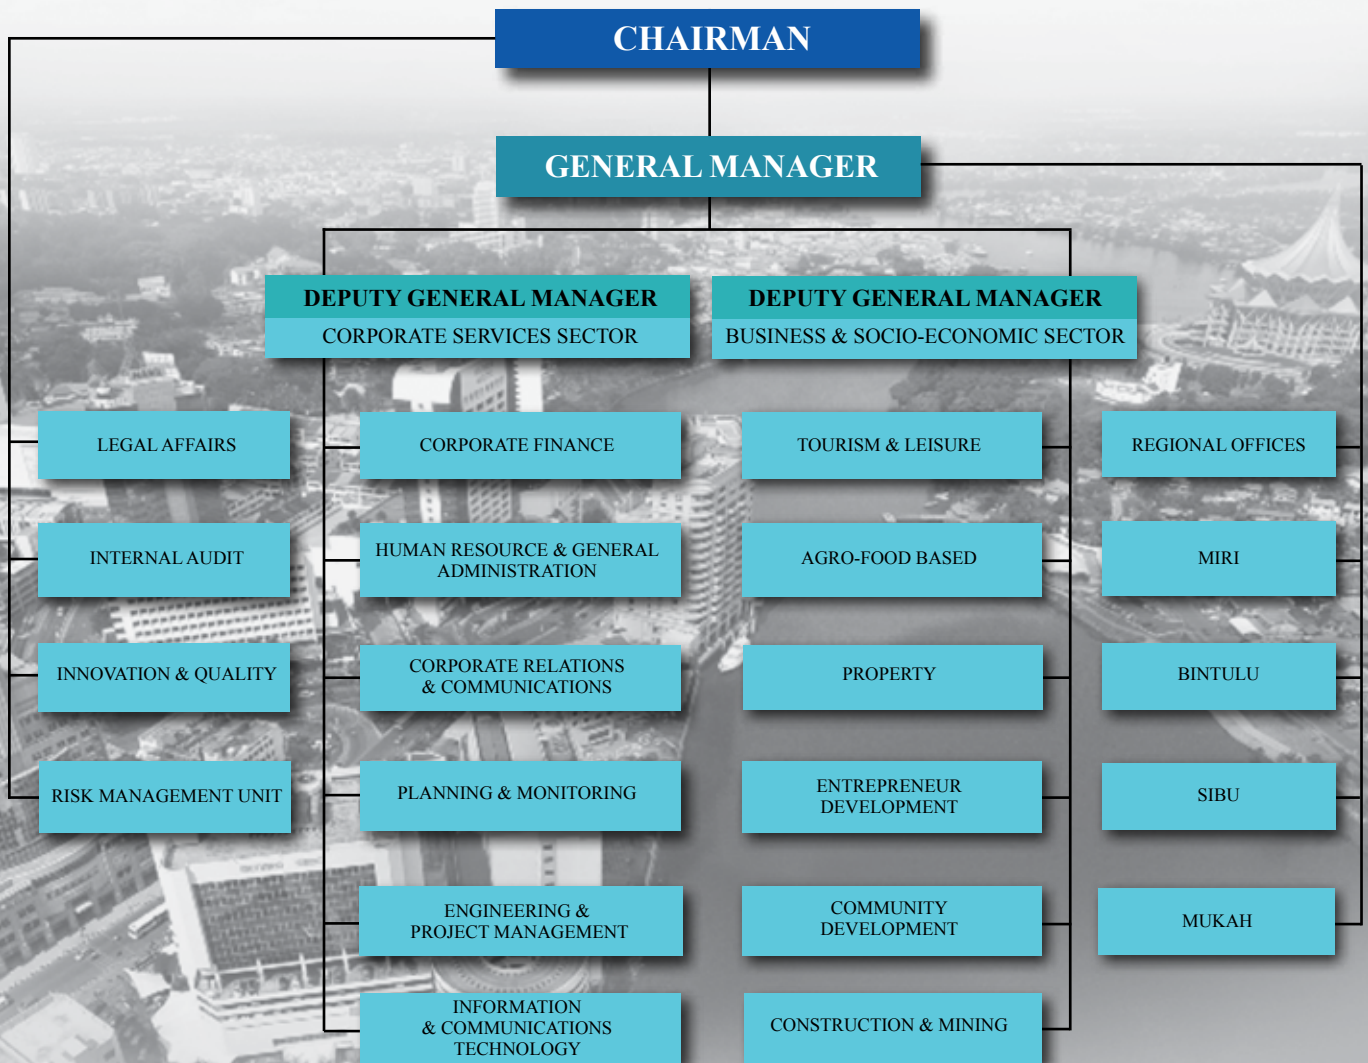 CHAIRMAN
GENERAL MANAGER
DEPUTY GENERAL MANAGER
CORPORATE SERVICES SECTOR
DEPUTY GENERAL MANAGER
BUSINESS & SOCIO-ECONOMIC SECTOR
LEGAL AFFAIRS
INTERNAL AUDIT
INNOVATION & QUALITY
RISK MANAGEMENT UNIT
CORPORATE FINANCE
HUMAN RESOURCE & GENERAL
ADMINISTRATION
CORPORATE RELATIONS
& COMMUNICATIONS
PLANNING & MONITORING
ENGINEERING &
PROJECT MANAGEMENT
INFORMATION
& COMMUNICATIONS
TECHNOLOGY
TOURISM & LEISURE
AGRO-FOOD BASED
PROPERTY
ENTREPRENEUR
DEVELOPMENT
COMMUNITY
DEVELOPMENT
CONSTRUCTION & MINING
REGIONAL OFFICES
MIRI
BINTULU
SIBU
MUKAH